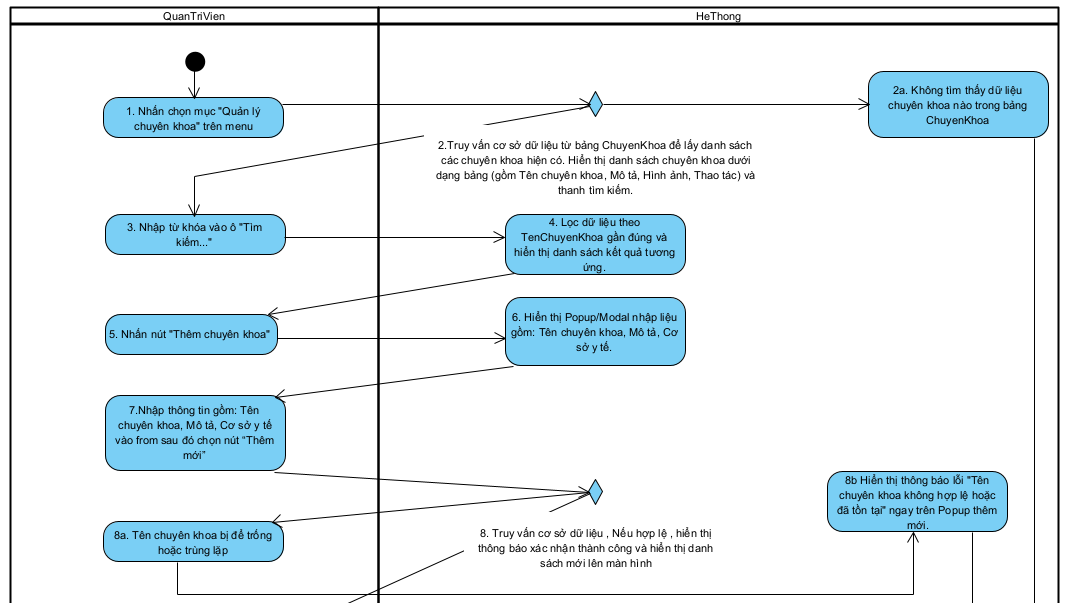 QuanTriVien
HeThong
1. Nhấn chọn mục "Quản lý
chuyên khoa" trên menu
2a. Không tìm thấy dữ liệu
chuyên khoa nào trong bảng
ChuyenKhoa
2.Truy vấn cơ sở dữ liệu từ bảng ChuyenKhoa để lấy danh sách
các chuyên khoa hiện có. Hiển thị danh sách chuyên khoa dưới
dạng bảng (gồm Tên chuyên khoa, Mô tả, Hình ảnh, Thao tác) và
thanh tìm kiếm.
3. Nhập từ khóa vào ô "Tìm
kiếm..."
4. Lọc dữ liệu theo
TenChuyenKhoa gần đúng và
hiển thị danh sách kết quả tương
ứng.
5. Nhấn nút "Thêm chuyên khoa"
6. Hiển thị Popup/Modal nhập liệu
gồm: Tên chuyên khoa, Mô tả, Cơ
sở y tế.
7.Nhập thông tin gồm: Tên
chuyên khoa, Mô tả, Cơ sở y tế
vào from sau đó chọn nút “Thêm
mới”
8a. Tên chuyên khoa bị để trống
hoặc trùng lặp
8. Truy vấn cơ sở dữ liệu , Nếu hợp lệ , hiển thị
thông báo xác nhận thành công và hiển thị danh
sách mới lên màn hình
8b Hiển thị thông báo lỗi "Tên
chuyên khoa không hợp lệ hoặc
đã tồn tại" ngay trên Popup thêm
mới.